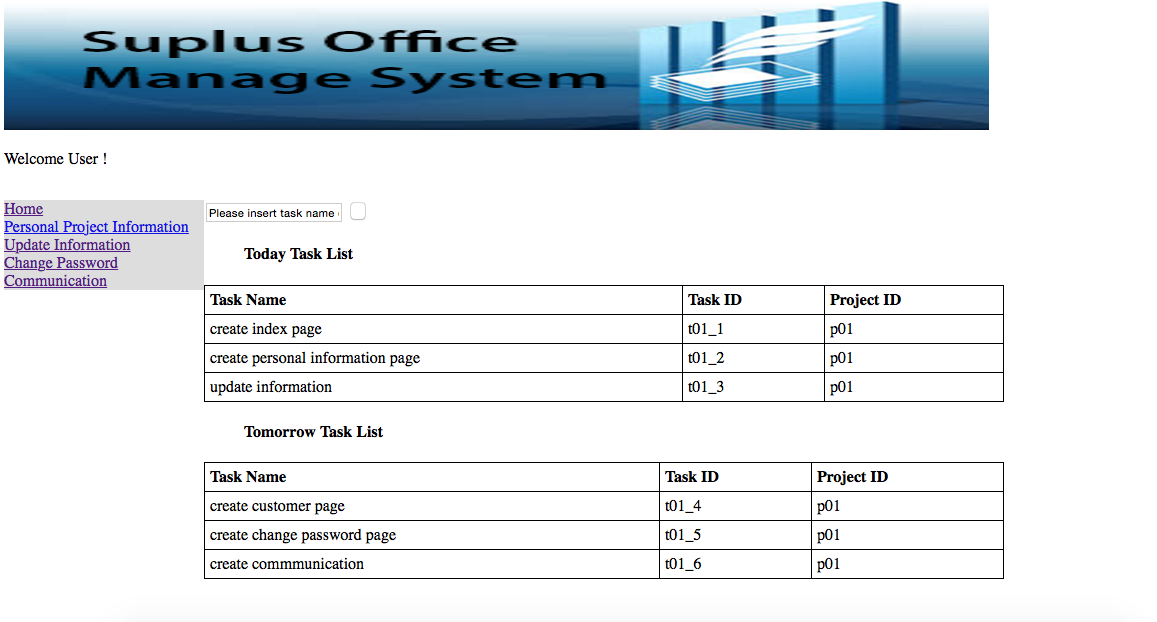 Suplus Office
Manage System
Welcome User !
Home
Personal Project Information
Update Information
Change Password
Communication
Please insert task name
Today Task List
Task Name Task ID Project ID
create index page t01_1 p01
create personal information page t01_2 p01
update information t01_3 p01
Tomorrow Task List
Task Name Task ID Project ID
create customer page t01_4 p01
create change password page t01_5 p01
create commmunication t01_6 p01